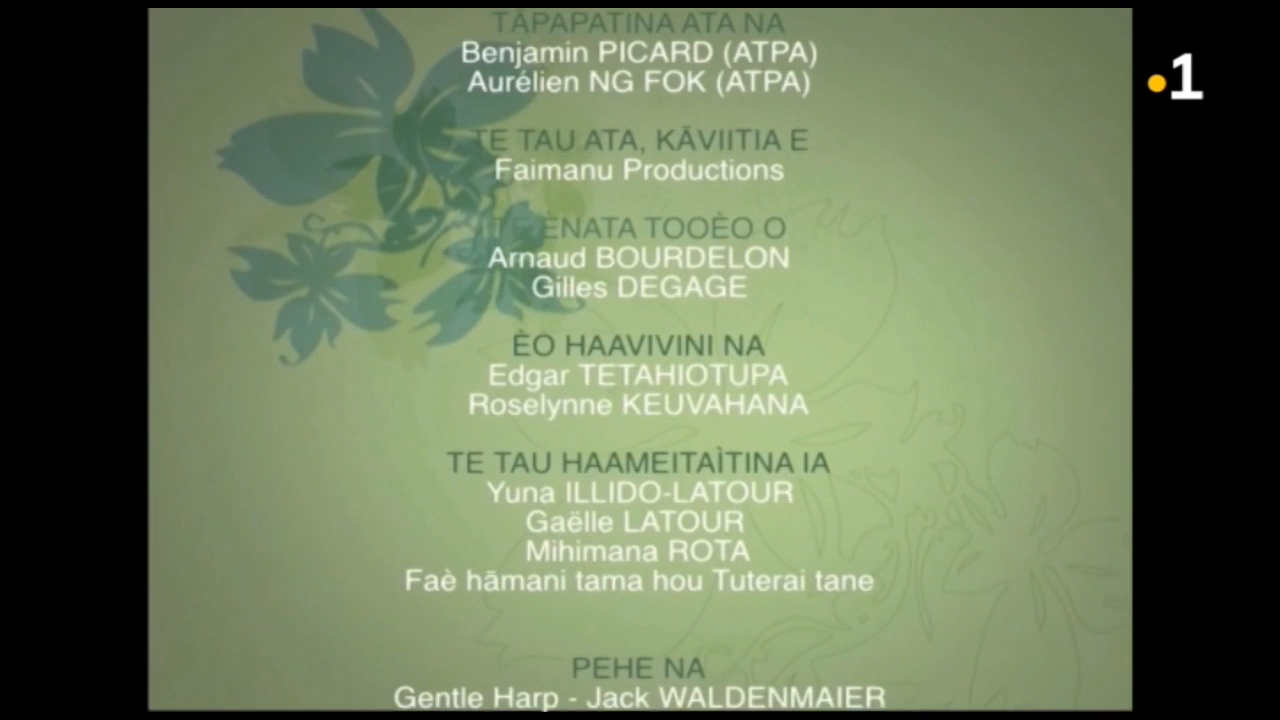 TĀPAPATINA ATA NA
Benjamin PICARD (ATPA)
Aurélien NG FOK (ATPA)
TE TAU ATA, KĀVIITIA E
Faimanu Productions
TE ÈNATA TOOÈO O
Arnaud BOURDELON
Gilles DEGAGE
ÈO HAAVIVINI NA
Edgar TETAHIOTUPA
Roselynne KEUVAHANA
TE TAU HAAMEITAÌTINA IA
Yuna ILLIDO-LATOUR
Gaëlle LATOUR
Mihimana ROTA
Faè hāmani tama hou Tuterai tane
PEHE NA
Gentle Harp - Jack WALDENMAIER
1